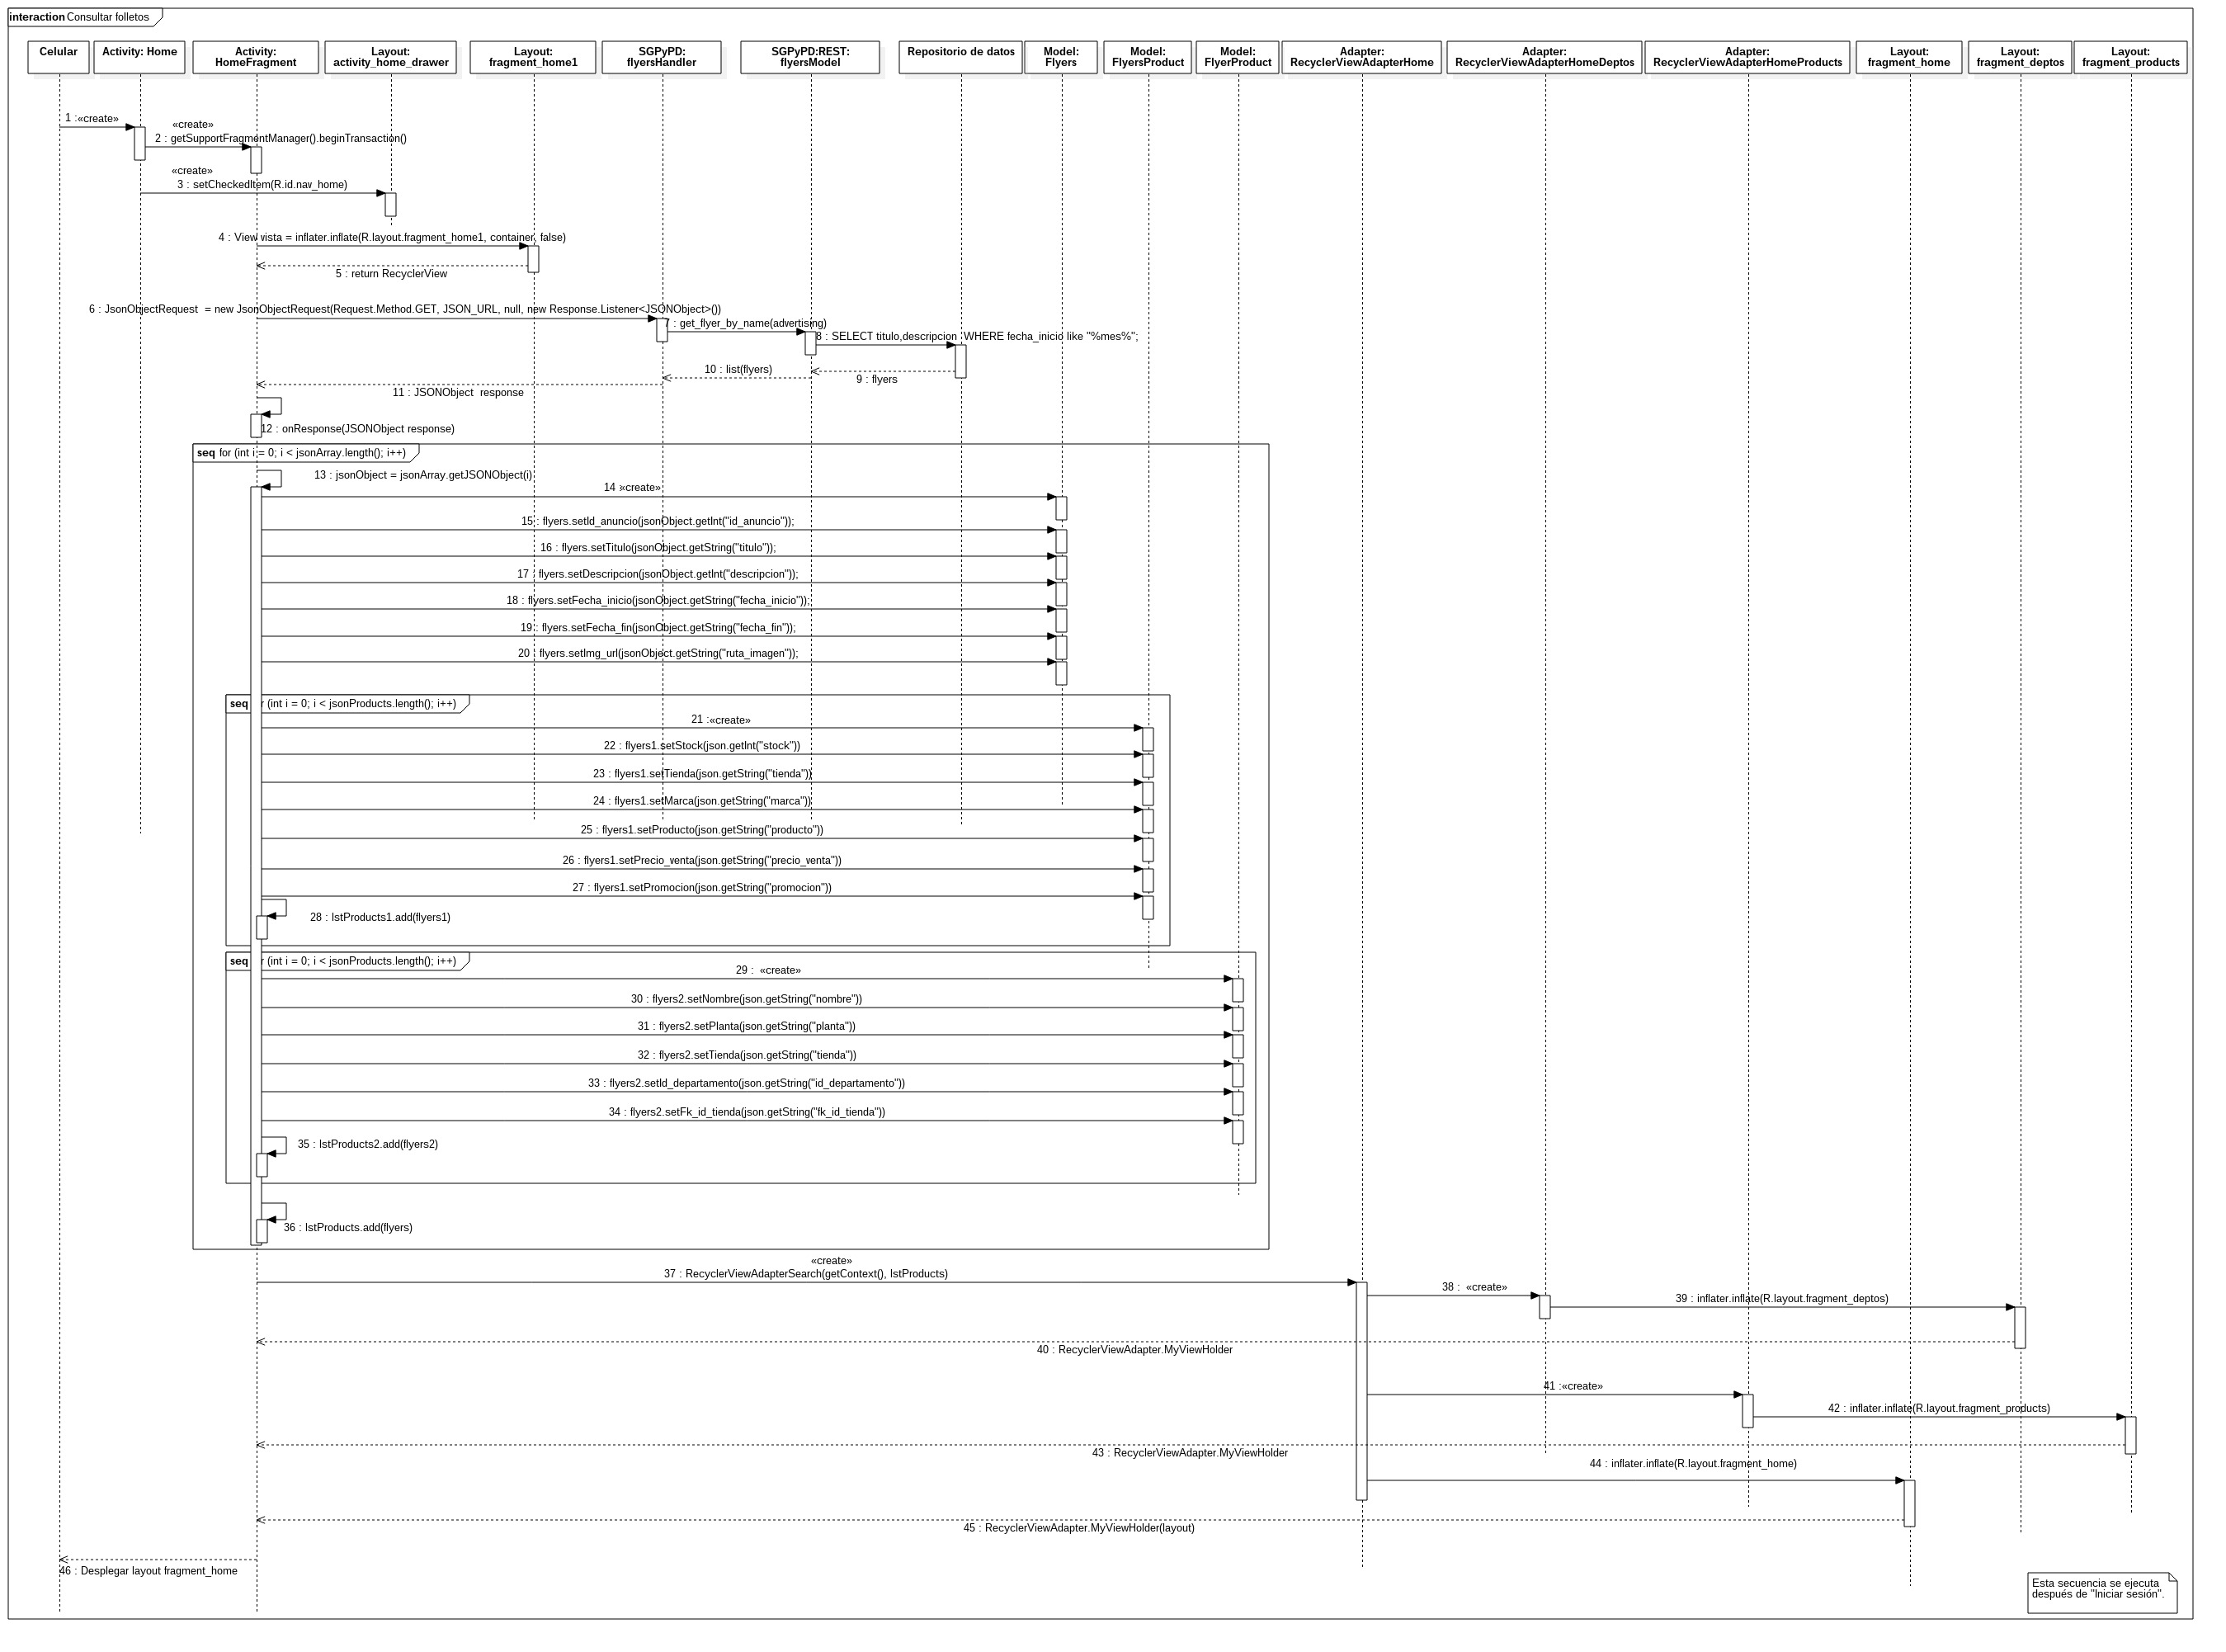 interaction Consultar folletos
Celular
Activity: Home
Activity:
HomeFragment
Layout:
activity_home_drawer
Layout:
fragment_home1
SGPyPD:
flyersHandler
SGPyPD:REST:
flyersModel
Repositorio de datos
Model:
Flyers
Model:
FlyersProduct
Model:
FlyerProduct
Adapter:
RecyclerViewAdapterHome
Adapter:
RecyclerViewAdapterHomeDeptos
Adapter:
RecyclerViewAdapterHomeProducts
Layout:
fragment_home
Layout:
fragment_deptos
Layout:
fragment_products
1 :«create»
«create»
2 : getSupportFragmentManager().beginTransaction()
«create»
3 : setCheckedItem(R.id.nav_home)
4 : View vista = inflater.inflate(R.layout.fragment_home1, container, false)
5 : return RecyclerView
6 : JsonObjectRequest  = new JsonObjectRequest(Request.Method.GET, JSON_URL, null, new Response.Listener<JSONObject>())
7 : get_flyer_by_name(advertising)
8 : SELECT titulo,descripcion  WHERE fecha_inicio like "%mes%";
9 : flyers
10 : list(flyers)
11 : JSONObject  response
12 : onResponse(JSONObject response)
seq for (int i = 0; i < jsonArray.length(); i++)
13 : jsonObject = jsonArray.getJSONObject(i)
14 :«create»
15 : flyers.setId_anuncio(jsonObject.getInt("id_anuncio"));
16 : flyers.setTitulo(jsonObject.getString("titulo"));
17 : flyers.setDescripcion(jsonObject.getInt("descripcion"));
18 : flyers.setFecha_inicio(jsonObject.getString("fecha_inicio"));
19 : flyers.setFecha_fin(jsonObject.getString("fecha_fin"));
20 : flyers.setImg_url(jsonObject.getString("ruta_imagen"));
seq r (int i = 0; i < jsonProducts.length(); i++)
21 :«create»
22 : flyers1.setStock(json.getInt("stock"))
23 : flyers1.setTienda(json.getString("tienda"))
24 : flyers1.setMarca(json.getString("marca"))
25 : flyers1.setProducto(json.getString("producto"))
26 : flyers1.setPrecio_venta(json.getString("precio_venta"))
27 : flyers1.setPromocion(json.getString("promocion"))
28 : lstProducts1.add(flyers1)
seq r (int i = 0; i < jsonProducts.length(); i++)
29 :  «create»
30 : flyers2.setNombre(json.getString("nombre"))
31 : flyers2.setPlanta(json.getString("planta"))
32 : flyers2.setTienda(json.getString("tienda"))
33 : flyers2.setId_departamento(json.getString("id_departamento"))
34 : flyers2.setFk_id_tienda(json.getString("fk_id_tienda"))
35 : lstProducts2.add(flyers2)
36 : lstProducts.add(flyers)
«create»
37 : RecyclerViewAdapterSearch(getContext(), lstProducts)
38 :  «create»
39 : inflater.inflate(R.layout.fragment_deptos)
40 : RecyclerViewAdapter.MyViewHolder
41 :«create»
42 : inflater.inflate(R.layout.fragment_products)
43 : RecyclerViewAdapter.MyViewHolder
44 : inflater.inflate(R.layout.fragment_home)
45 : RecyclerViewAdapter.MyViewHolder(layout)
46 : Desplegar layout fragment_home
Esta secuencia se ejecuta
después de "Iniciar sesión".